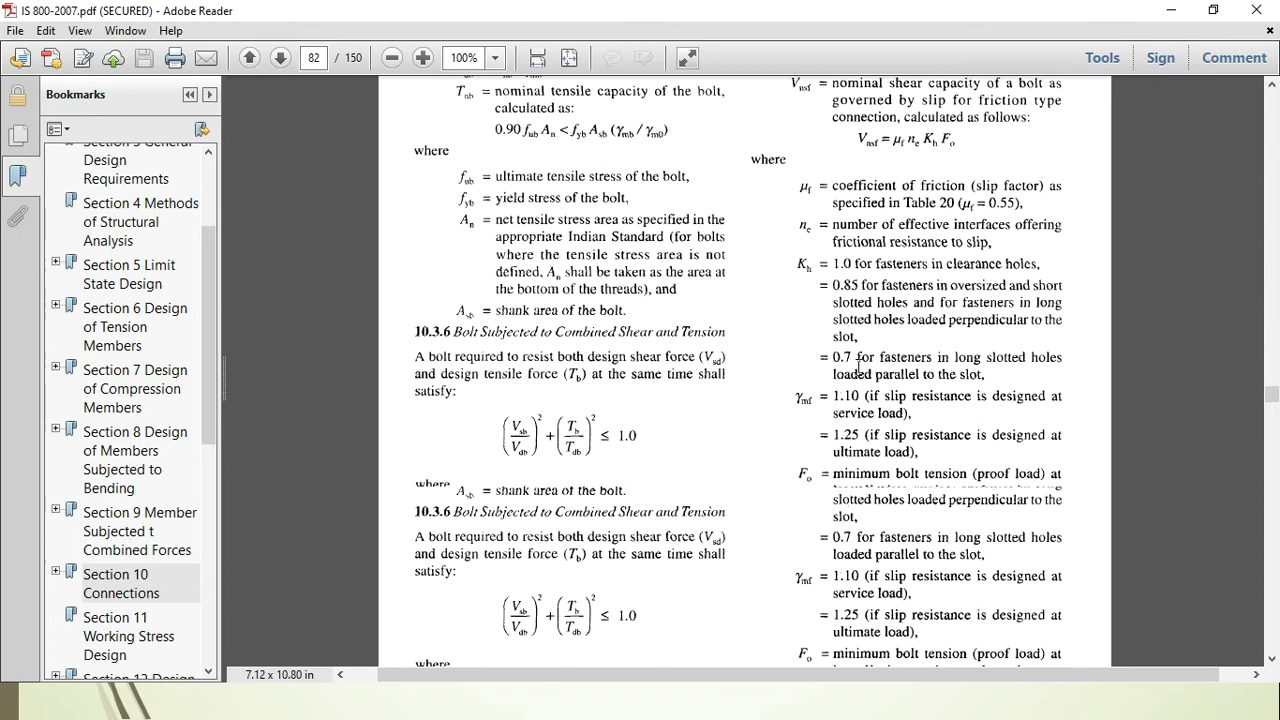 IS 800-2007.pdf (SECURED) - Adobe Reader
File Edit View Window Help
82 / 150 100% Tools Sign Comment
Bookmarks
Design
Requirements
Section 4 Methods
of Structural
Analysis
Section 5 Limit
State Design
Section 6 Design
of Tension
Members
Section 7 Design
of Compression
Members
Section 8 Design
of Members
Subjected to
Bending
Section 9 Member
Subjected t
Combined Forces
Section 10
Connections
Section 11
Working Stress
Design
Section 12 Design
T_nb = nominal tensile capacity of the bolt,
calculated as:
0.90 f_ub A_n < f_yb A_sb (γ_mb / γ_m0)
where
f_ub = ultimate tensile stress of the bolt,
f_yb = yield stress of the bolt,
A_n = net tensile stress area as specified in the
appropriate Indian Standard (for bolts
where the tensile stress area is not
defined, A_n shall be taken as the area at
the bottom of the threads), and
A_sb = shank area of the bolt.
10.3.6 Bolt Subjected to Combined Shear and Tension
A bolt required to resist both design shear force (V_sd)
and design tensile force (T_b) at the same time shall
satisfy:
(V_sb / V_db)^2 + (T_b / T_db)^2 ≤ 1.0
where
A_sb = shank area of the bolt.
10.3.6 Bolt Subjected to Combined Shear and Tension
A bolt required to resist both design shear force (V_sd)
and design tensile force (T_b) at the same time shall
satisfy:
(V_sb / V_db)^2 + (T_b / T_db)^2 ≤ 1.0
where
V_nsf = nominal shear capacity of a bolt as
governed by slip for friction type
connection, calculated as follows:
V_nsf = μ_f n_e K_h F_o
where
μ_f = coefficient of friction (slip factor) as
specified in Table 20 (μ_f = 0.55),
n_e = number of effective interfaces offering
frictional resistance to slip,
K_h = 1.0 for fasteners in clearance holes,
= 0.85 for fasteners in oversized and short
slotted holes and for fasteners in long
slotted holes loaded perpendicular to the
slot,
= 0.7 for fasteners in long slotted holes
loaded parallel to the slot,
γ_mf = 1.10 (if slip resistance is designed at
service load),
= 1.25 (if slip resistance is designed at
ultimate load),
F_o = minimum bolt tension (proof load) at
slotted holes loaded perpendicular to the
slot,
= 0.7 for fasteners in long slotted holes
loaded parallel to the slot,
γ_mf = 1.10 (if slip resistance is designed at
service load),
= 1.25 (if slip resistance is designed at
ultimate load),
F_o = minimum bolt tension (proof load) at
7.12 x 10.80 in